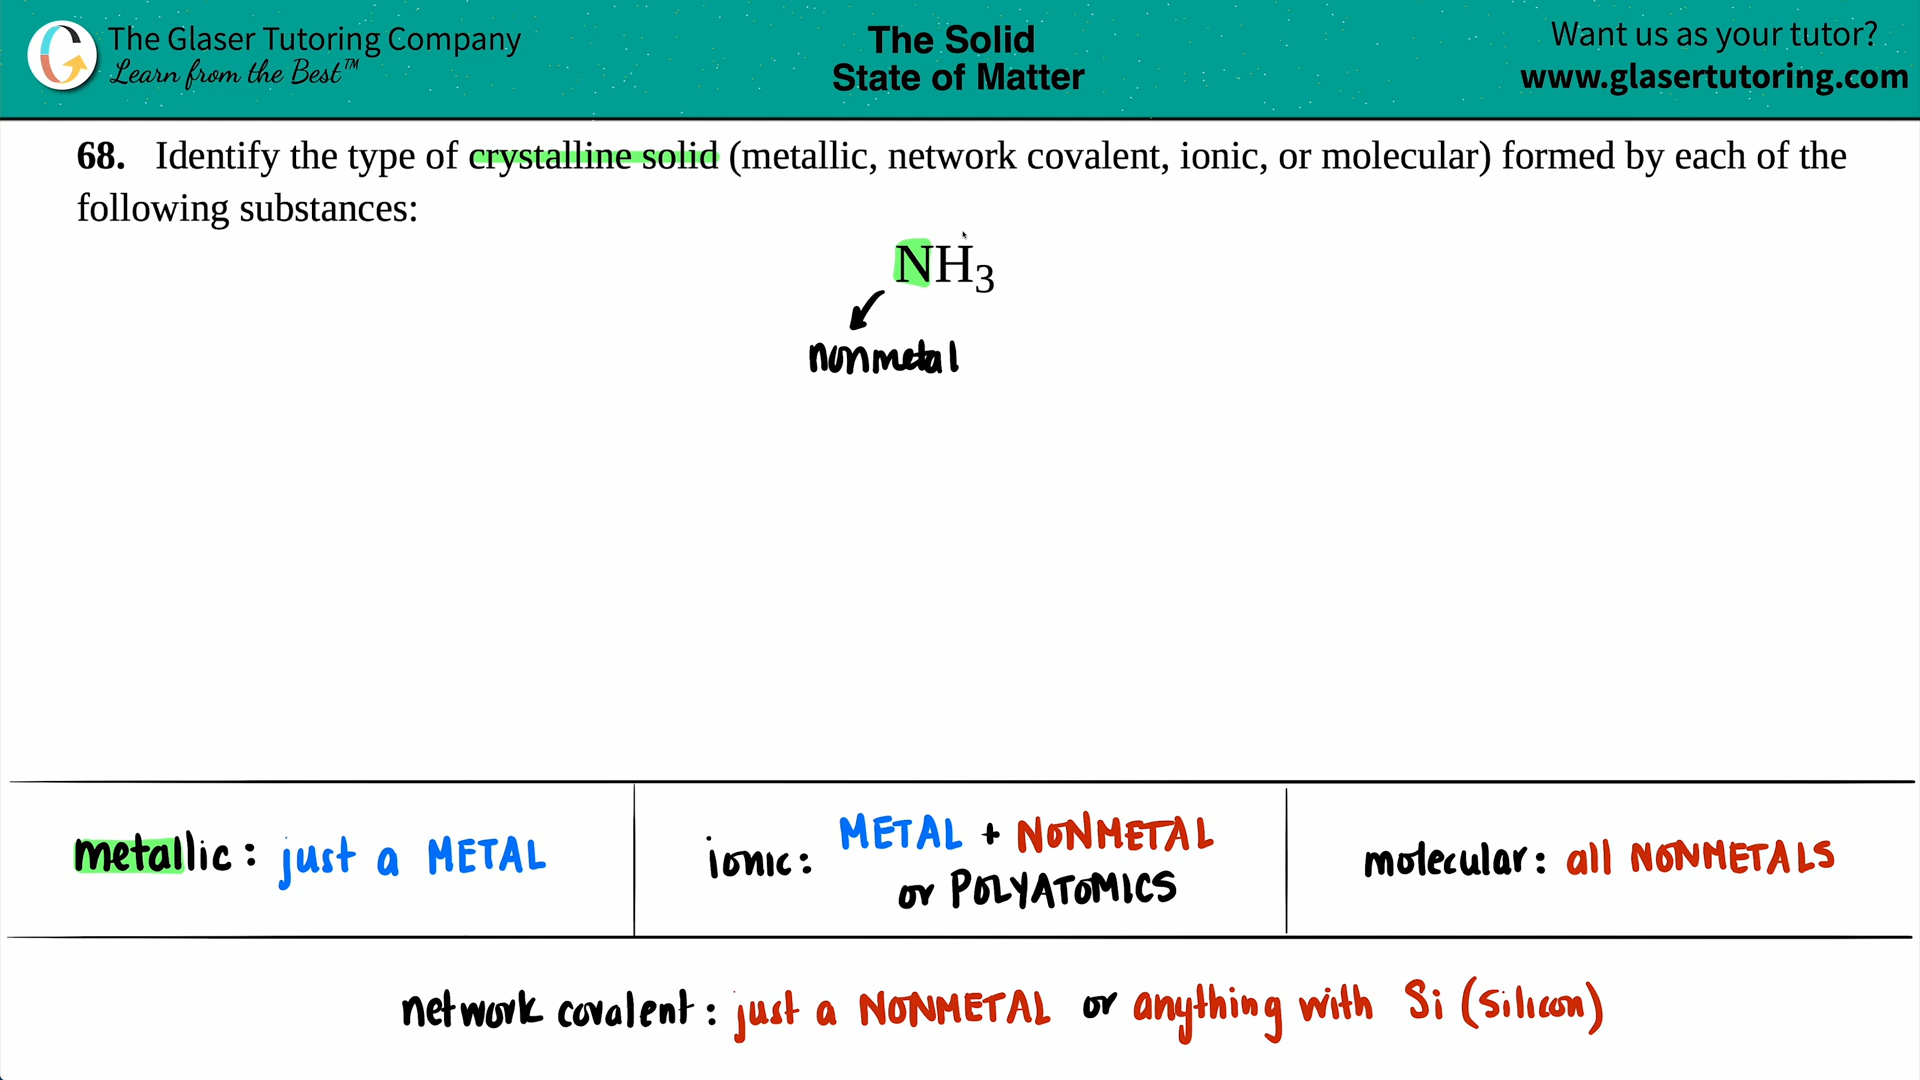 The Glaser Tutoring Company
Learn from the Best™
The Solid
State of Matter
Want us as your tutor?
www.glasertutoring.com
68. Identify the type of crystalline solid (metallic, network covalent, ionic, or molecular) formed by each of the
following substances:
NH₃
nonmetal
metallic: just a METAL
ionic: METAL + NONMETAL
or POLYATOMICS
molecular: all NONMETALS
network covalent: just a NONMETAL or anything with Si (Silicon)